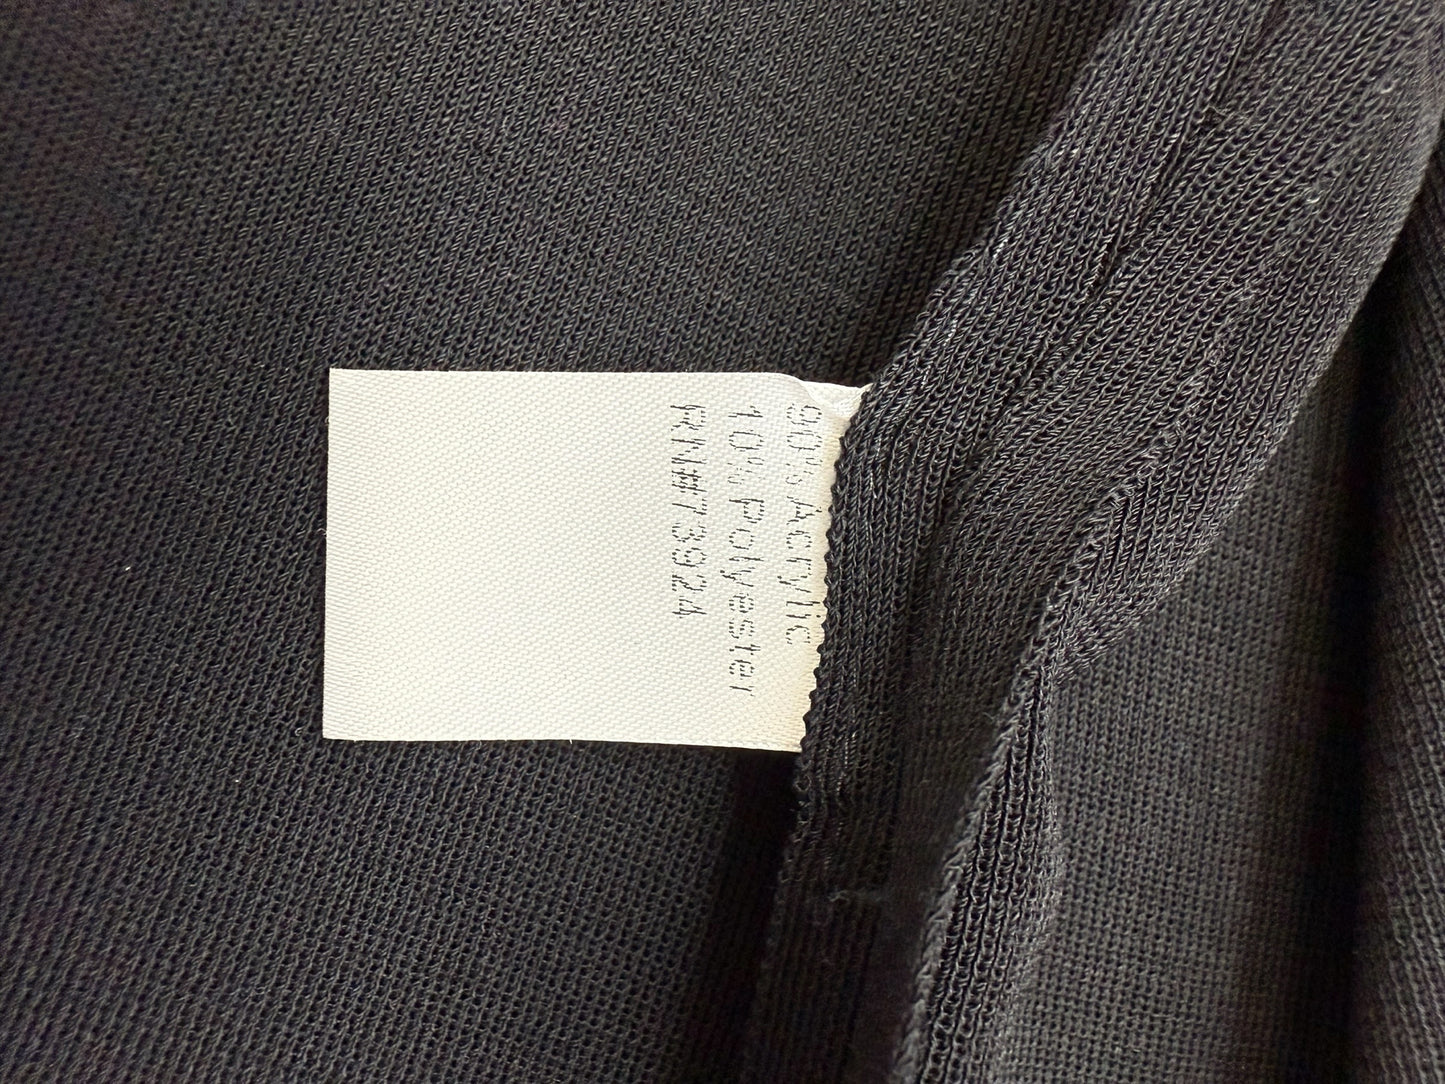 90% Acrylic
10% Polyester
RN#73924